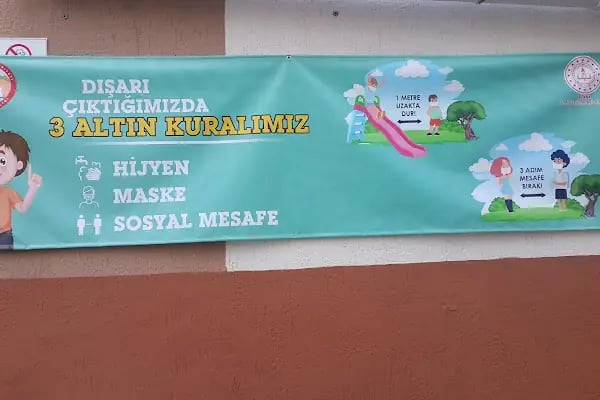 DIŞARI
ÇIKTIĞIMIZDA
3 ALTIN KURALIMIZ
HİJYEN
MASKE
SOSYAL MESAFE
1 METRE
UZAKTA
DUR!
3 ADIM
MESAFE
BIRAK!